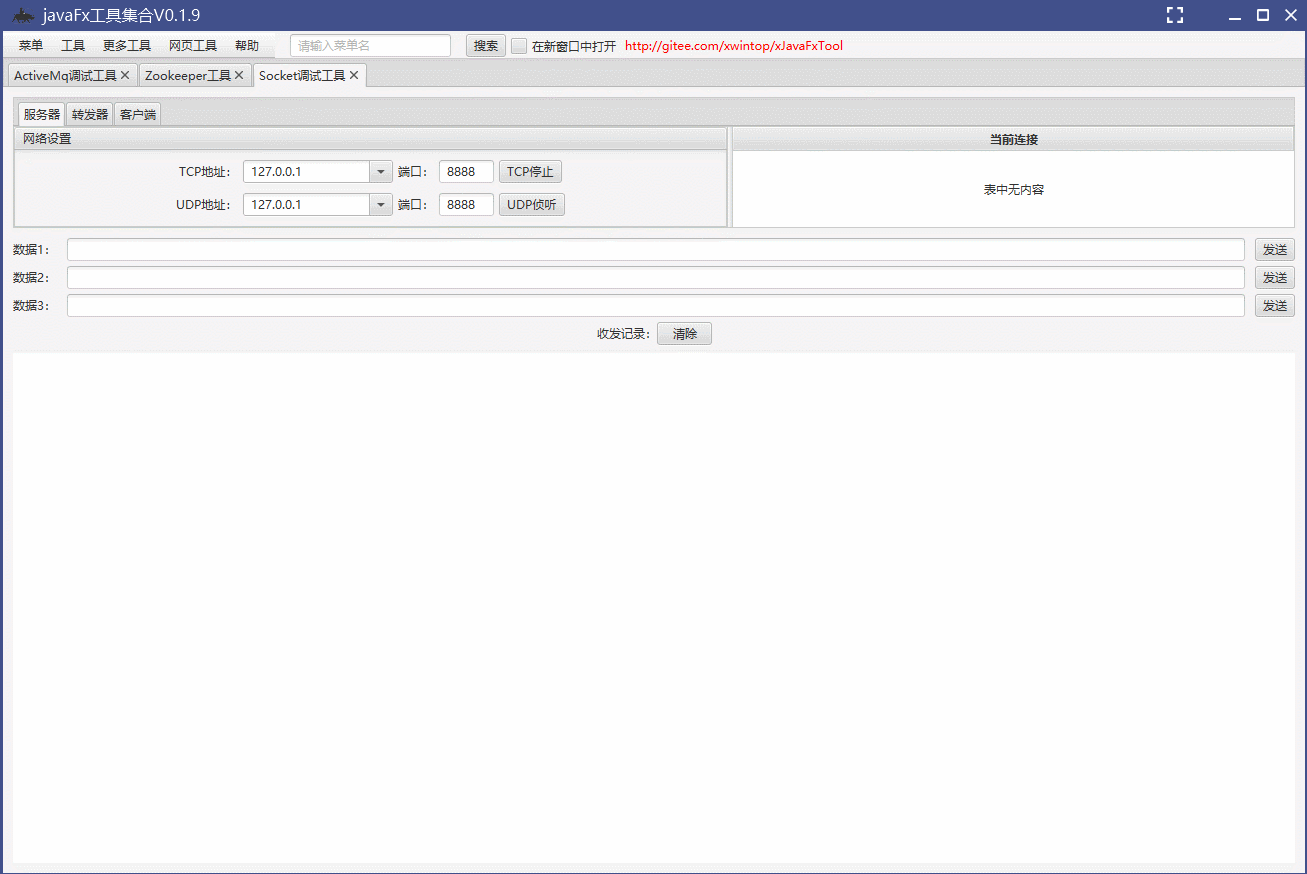 javaFx工具集合V0.1.9
菜单 工具 更多工具 网页工具 帮助 请输入菜单名 搜索 在新窗口中打开 http://gitee.com/xwintop/xJavaFxTool
ActiveMq调试工具 Zookeeper工具 Socket调试工具
服务器 转发器 客户端
网络设置 当前连接
TCP地址： 127.0.0.1 端口： 8888 TCP停止
表中无内容
UDP地址： 127.0.0.1 端口： 8888 UDP侦听
数据1： 发送
数据2： 发送
数据3： 发送
收发记录： 清除